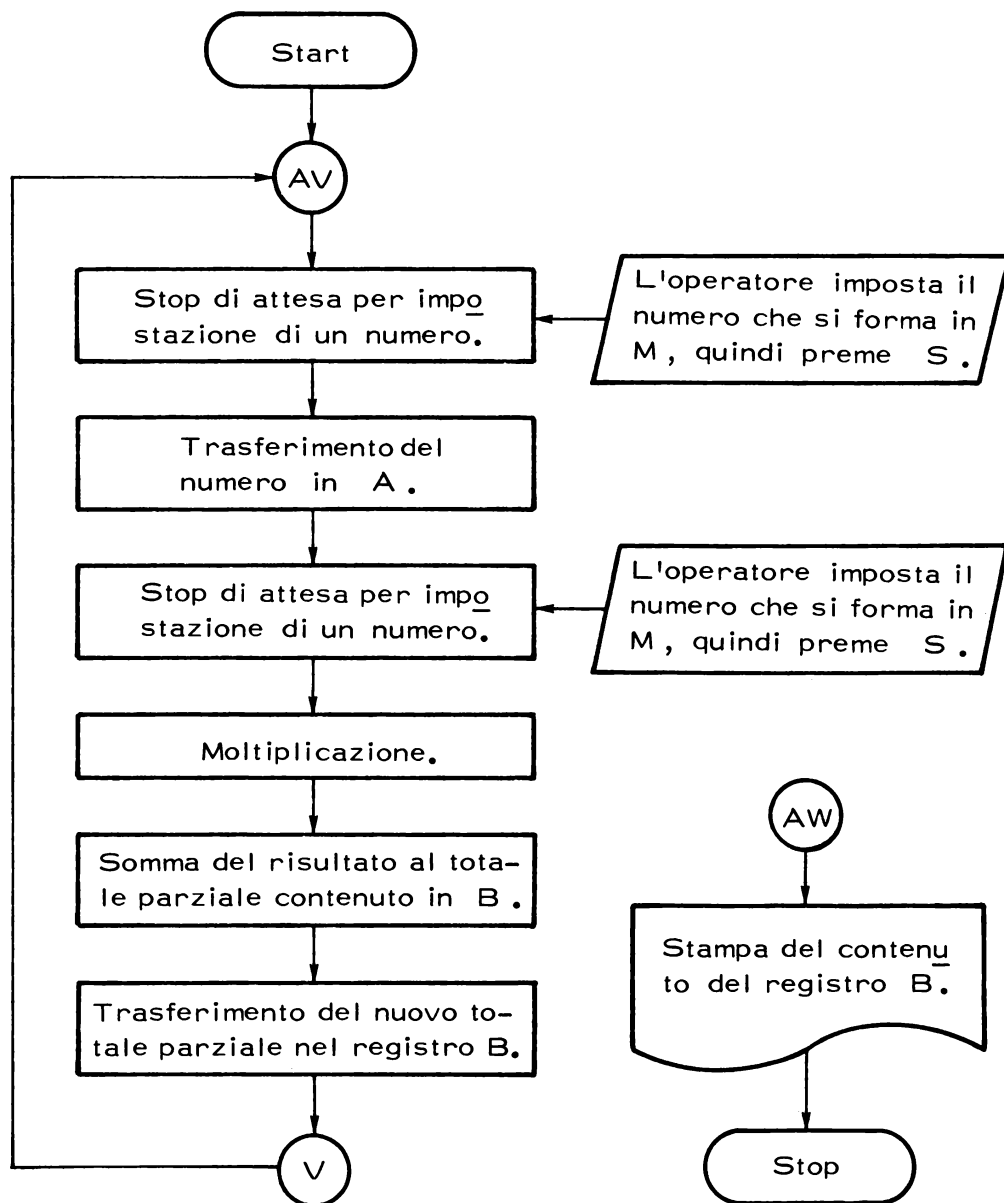 Start
AV
Stop di attesa per impo
stazione di un numero.
L'operatore imposta il
numero che si forma in
M, quindi preme S.
Trasferimento del
numero in A.
Stop di attesa per impo
stazione di un numero.
L'operatore imposta il
numero che si forma in
M, quindi preme S.
Moltiplicazione.
Somma del risultato al tota-
le parziale contenuto in B.
Trasferimento del nuovo to-
tale parziale nel registro B.
V
AW
Stampa del contenu
to del registro B.
Stop